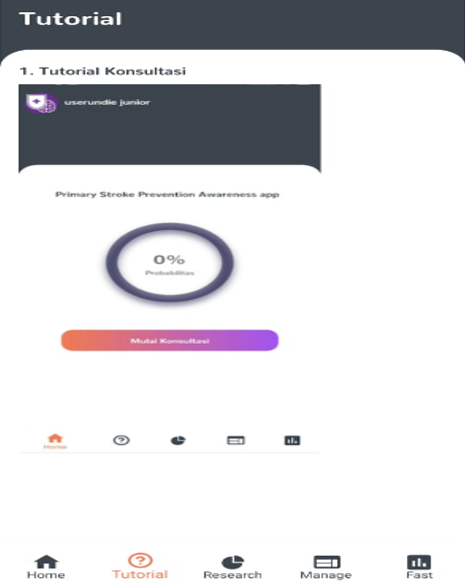 Tutorial
1. Tutorial Konsultasi
userundie junior
Primary Stroke Prevention Awareness app
0%
Probabilitas
Mulai Konsultasi
Home
Home Tutorial Research Manage Fast